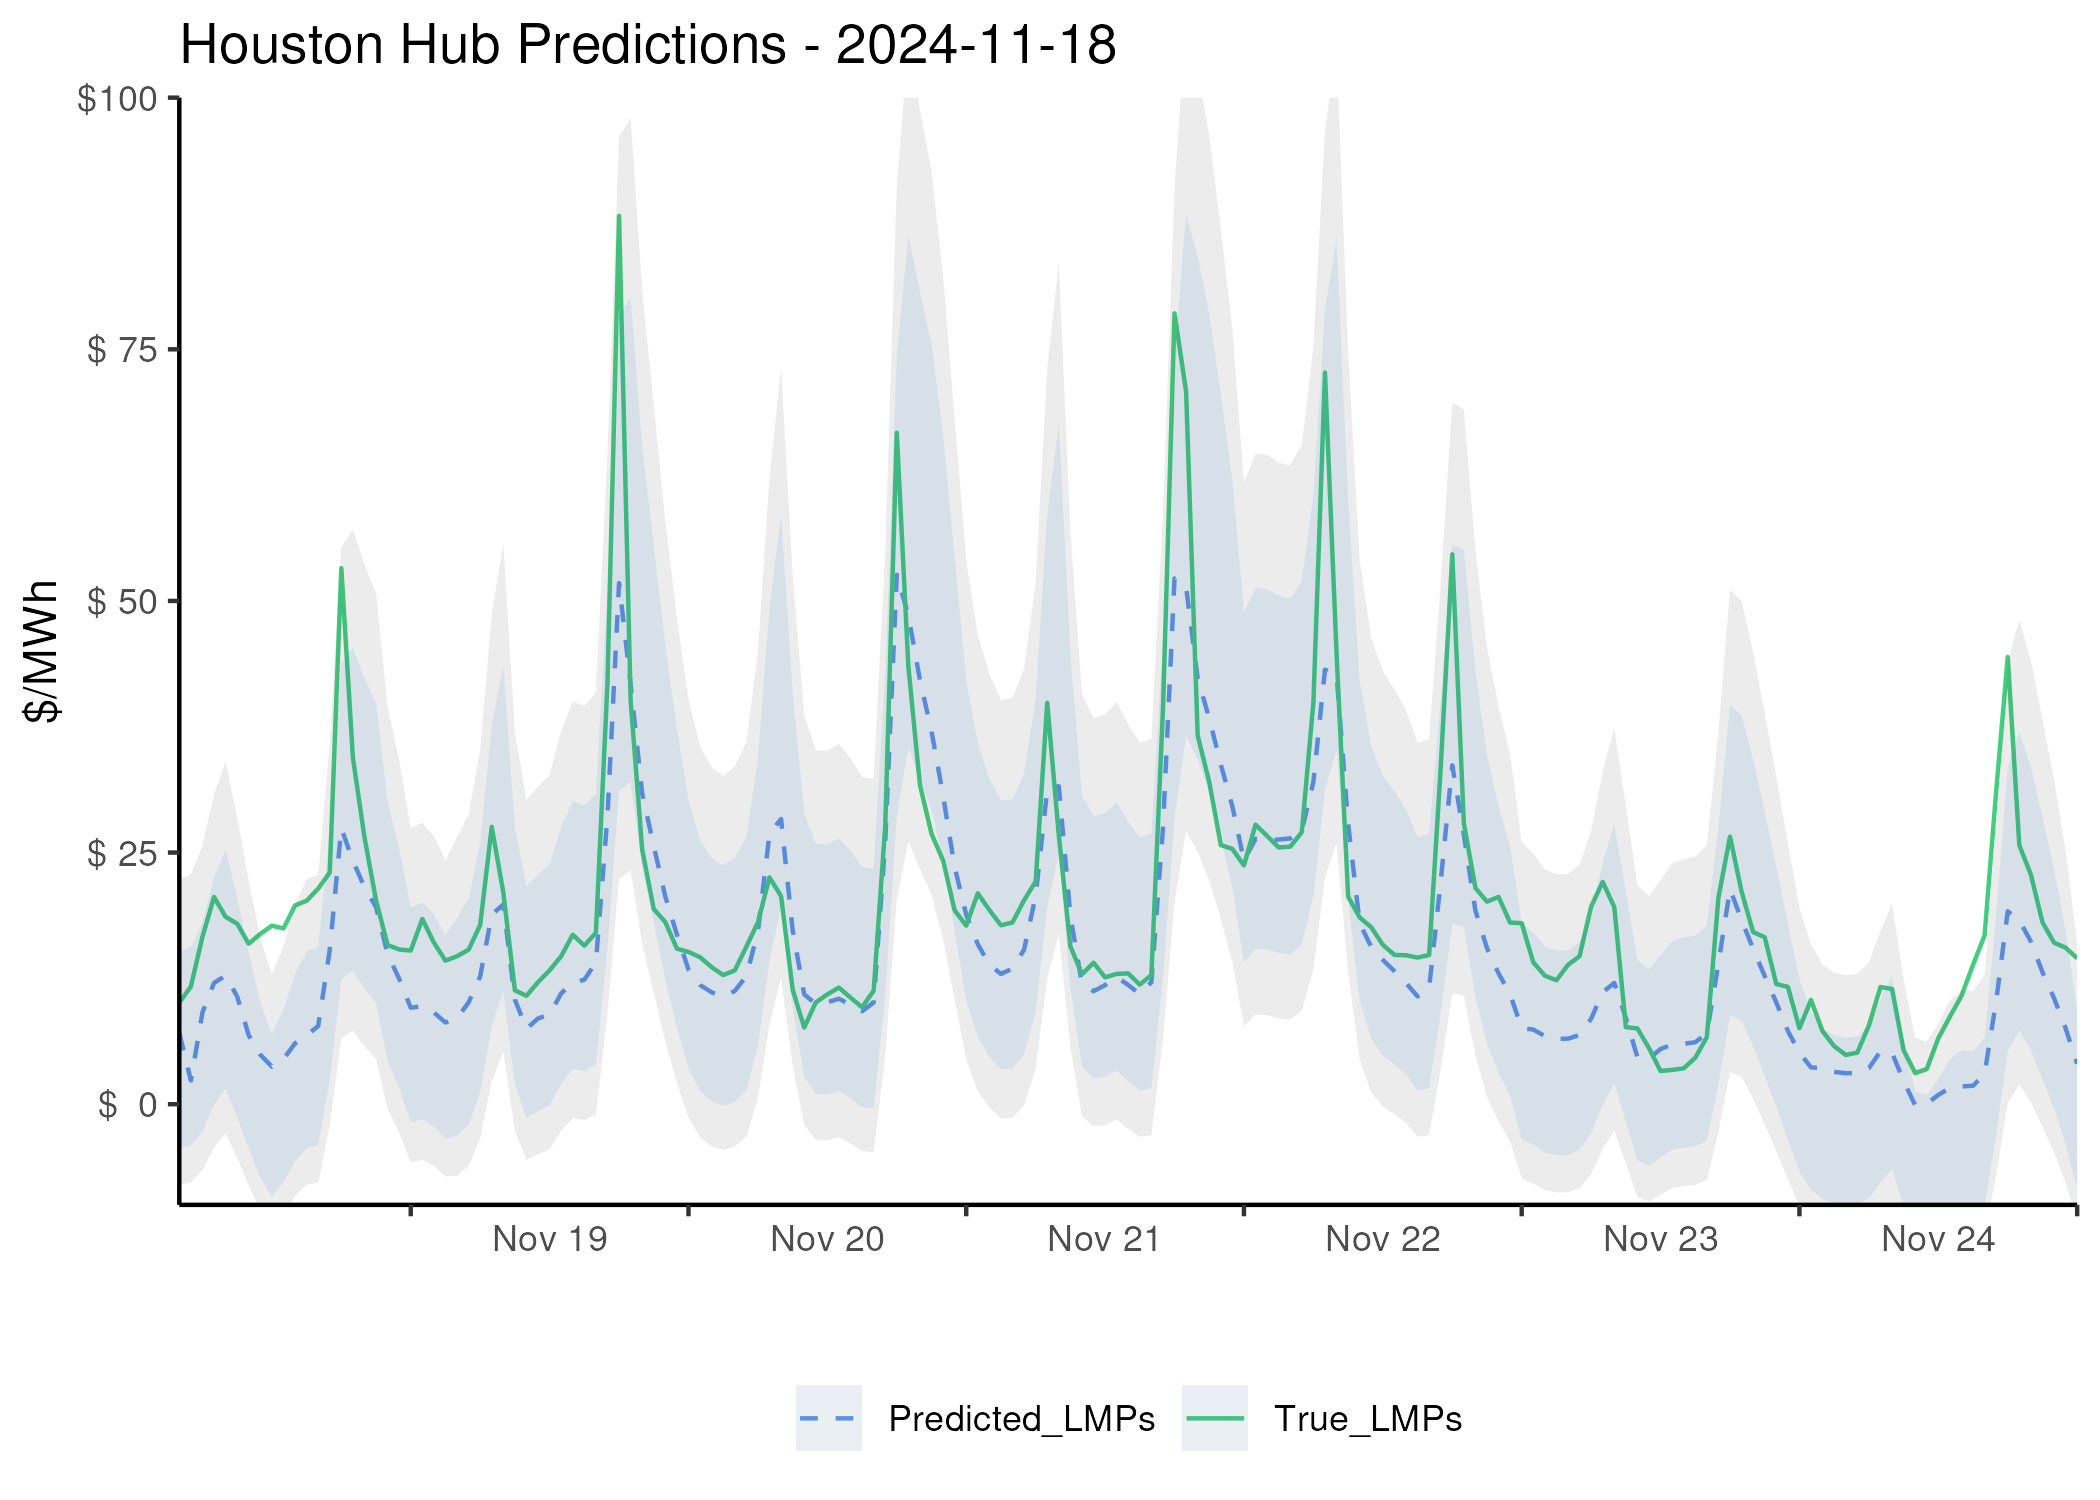 Houston Hub Predictions - 2024-11-18
$100
$ 75
$ 50
$ 25
$ 0
$/MWh
Nov 19 Nov 20 Nov 21 Nov 22 Nov 23 Nov 24
Predicted_LMPs True_LMPs